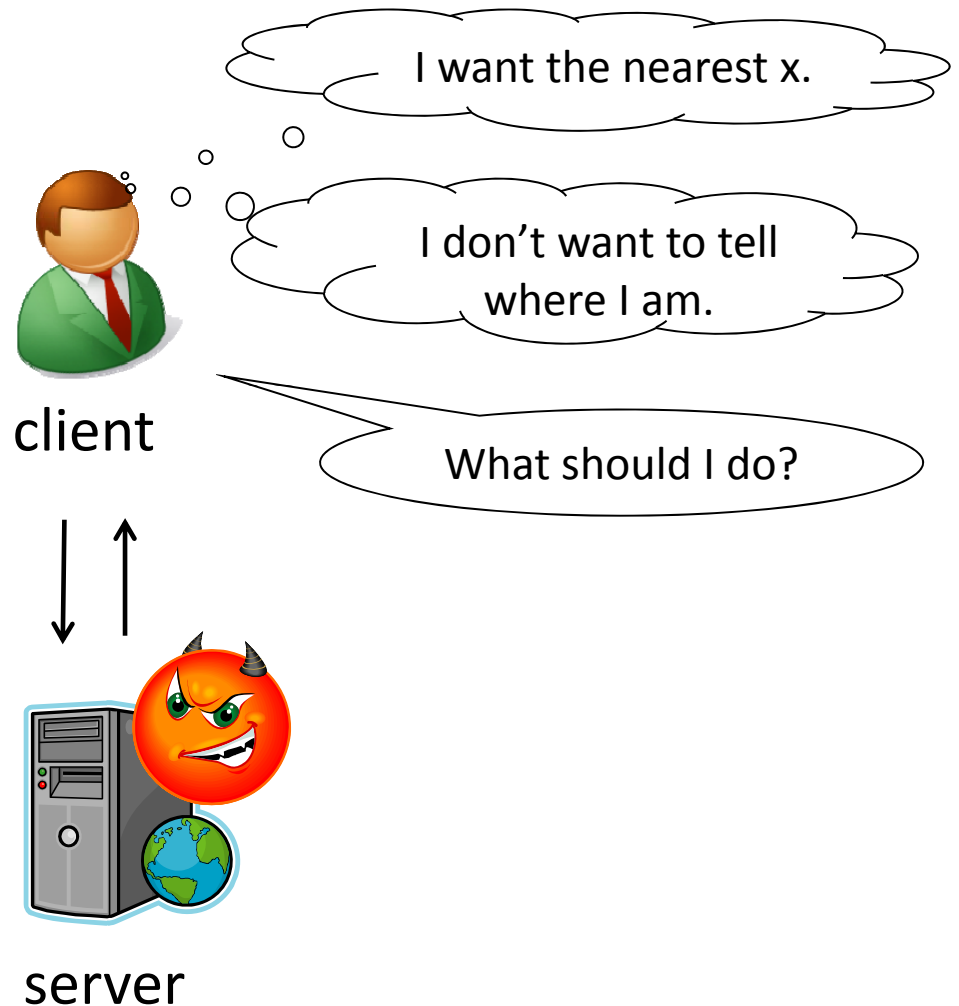 I want the nearest x.
I don’t want to tell
where I am.
client
What should I do?
server